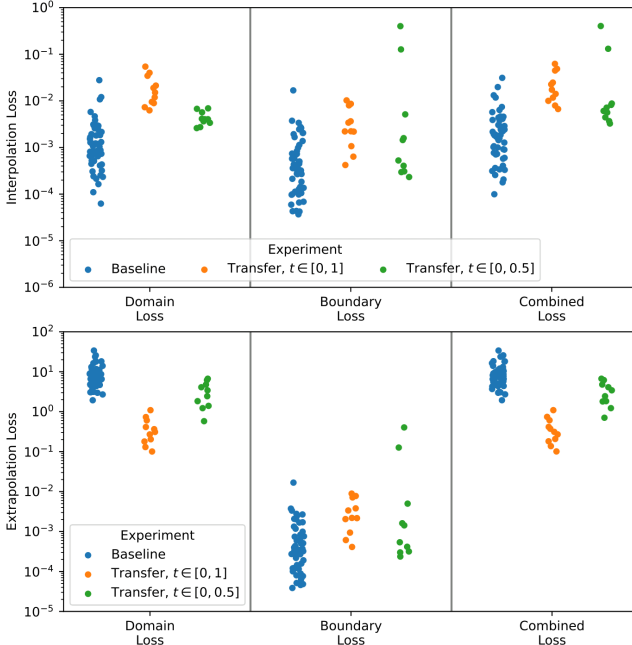 10^0
10^-1
10^-2
10^-3
10^-4
10^-5
10^-6
Interpolation Loss
Experiment
Baseline
Transfer, t ∈ [0, 1]
Transfer, t ∈ [0, 0.5]
Domain
Loss
Boundary
Loss
Combined
Loss
10^2
10^1
10^0
10^-1
10^-2
10^-3
10^-4
10^-5
Extrapolation Loss
Experiment
Baseline
Transfer, t ∈ [0, 1]
Transfer, t ∈ [0, 0.5]
Domain
Loss
Boundary
Loss
Combined
Loss